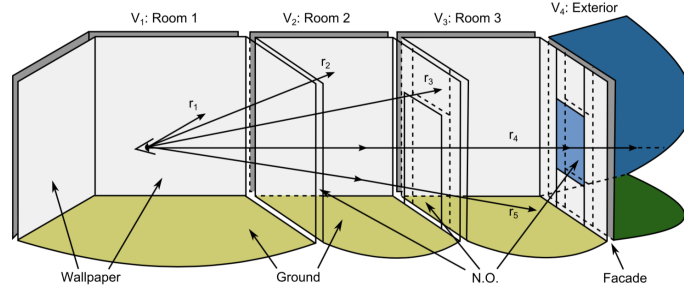 V₁: Room 1
V₂: Room 2
V₃: Room 3
V₄: Exterior
r₁
r₂
r₃
r₄
r₅
Wallpaper
Ground
N.O.
Facade